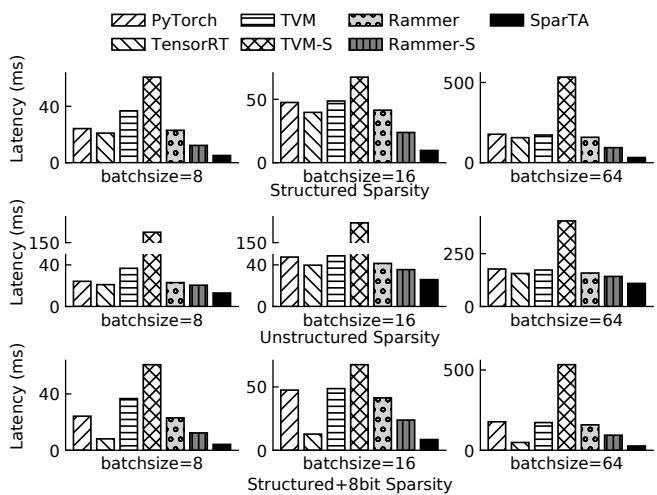 PyTorch TVM Rammer SparTA
TensorRT TVM-S Rammer-S
Latency (ms)
40
0
batchsize=8
50
0
batchsize=16
500
0
batchsize=64
Structured Sparsity
Latency (ms)
150
40
0
batchsize=8
150
40
0
batchsize=16
250
0
batchsize=64
Unstructured Sparsity
Latency (ms)
40
0
batchsize=8
50
0
batchsize=16
500
0
batchsize=64
Structured+8bit Sparsity